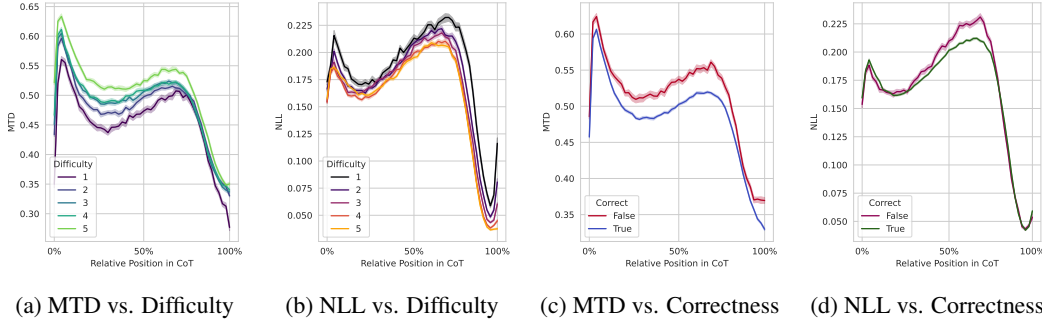 0.65
0.60
0.55
0.50
0.45
0.40
0.35
0.30
MTD
Difficulty
1
2
3
4
5
0%
50%
100%
Relative Position in CoT
0.225
0.200
0.175
0.150
0.125
0.100
0.075
0.050
NLL
Difficulty
1
2
3
4
5
0%
50%
100%
Relative Position in CoT
0.60
0.55
0.50
0.45
0.40
0.35
MTD
Correct
False
True
0%
50%
100%
Relative Position in CoT
0.225
0.200
0.175
0.150
0.125
0.100
0.075
0.050
NLL
Correct
False
True
0%
50%
100%
Relative Position in CoT
(a) MTD vs. Difficulty
(b) NLL vs. Difficulty
(c) MTD vs. Correctness
(d) NLL vs. Correctness